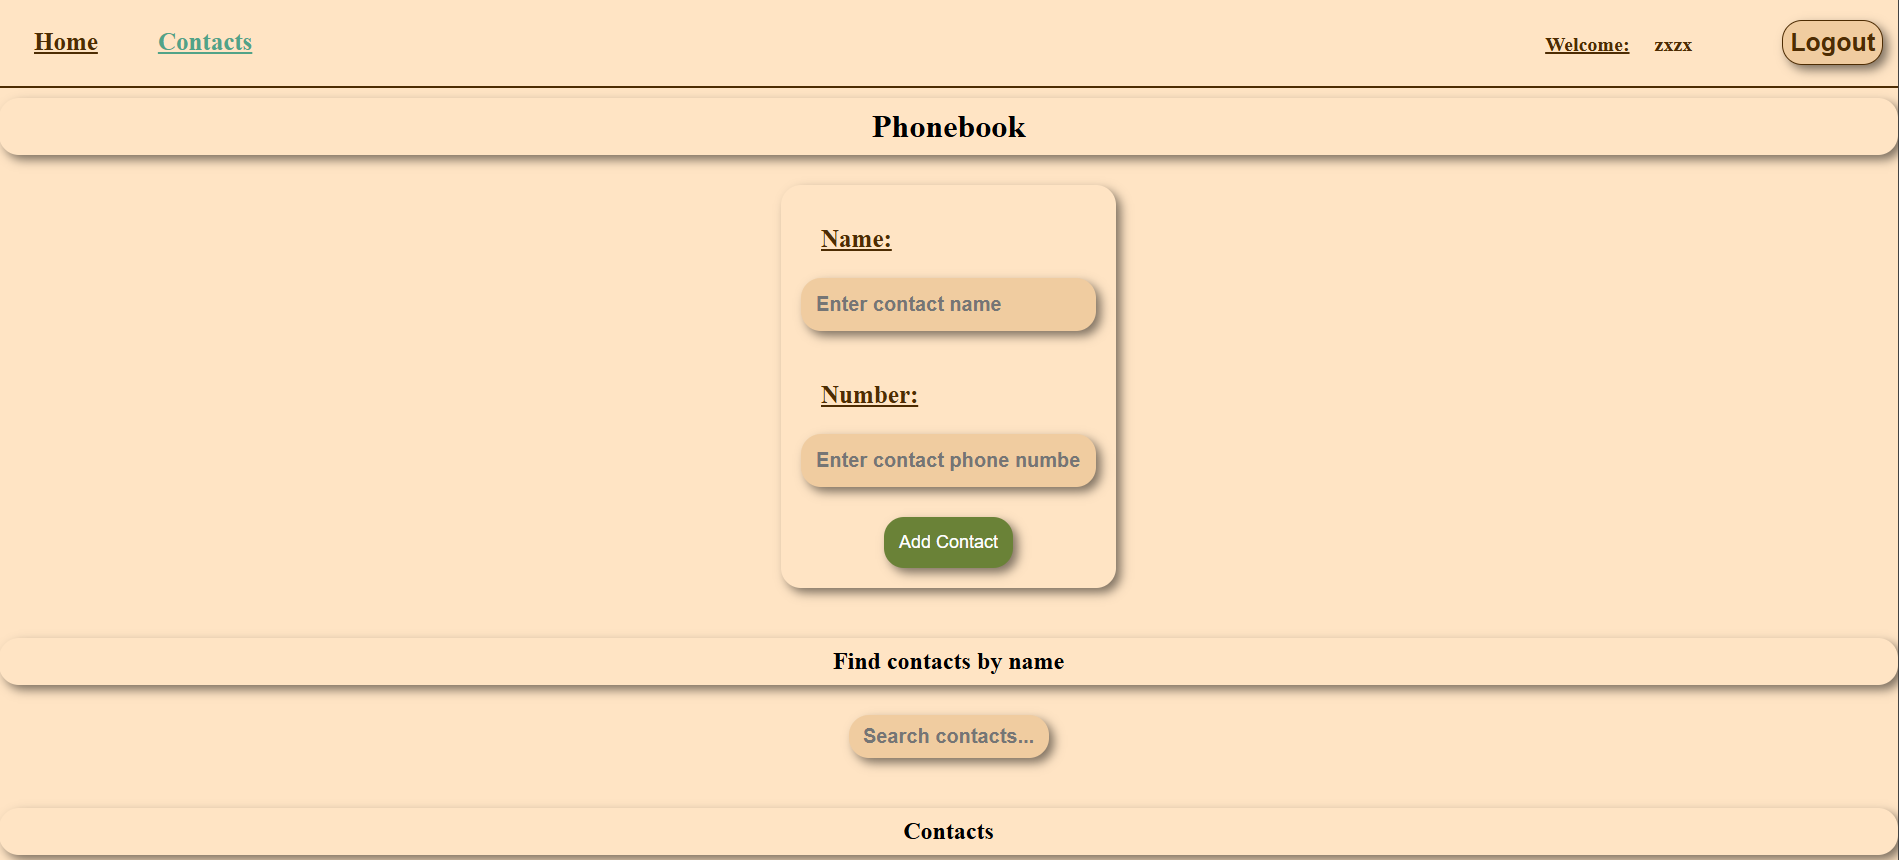 Home Contacts Welcome: zxzx Logout
Phonebook
Name:
Enter contact name
Number:
Enter contact phone numbe
Add Contact
Find contacts by name
Search contacts...
Contacts